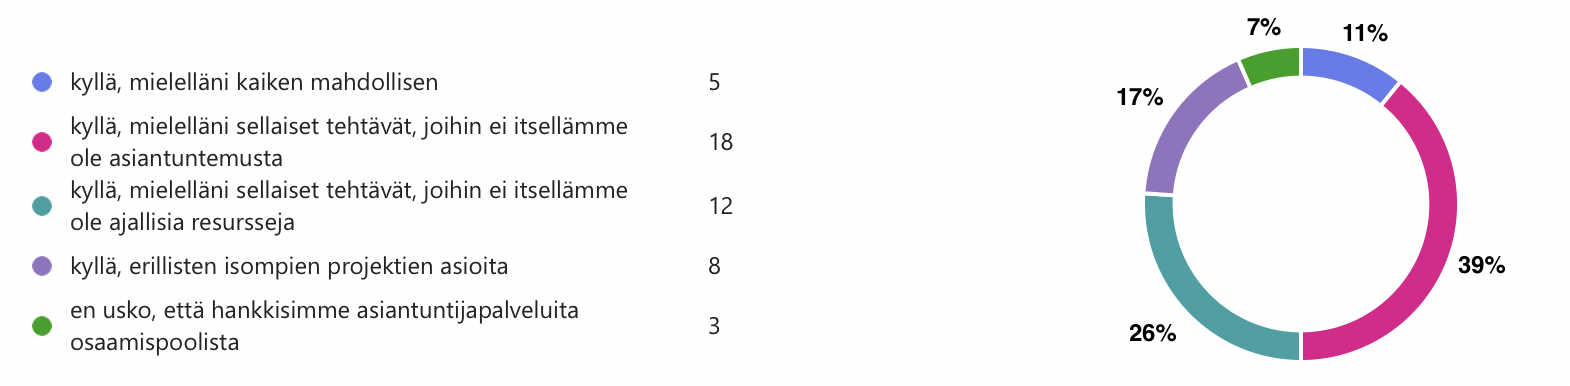 kyllä, mielelläni kaiken mahdollisen 5
kyllä, mielelläni sellaiset tehtävät, joihin ei itsellämme
ole asiantuntemusta
18
kyllä, mielelläni sellaiset tehtävät, joihin ei itsellämme
ole ajallisia resursseja
12
kyllä, erillisten isompien projektien asioita 8
en usko, että hankkisimme asiantuntijapalveluita
osaamispoolista
3
7%
11%
17%
39%
26%